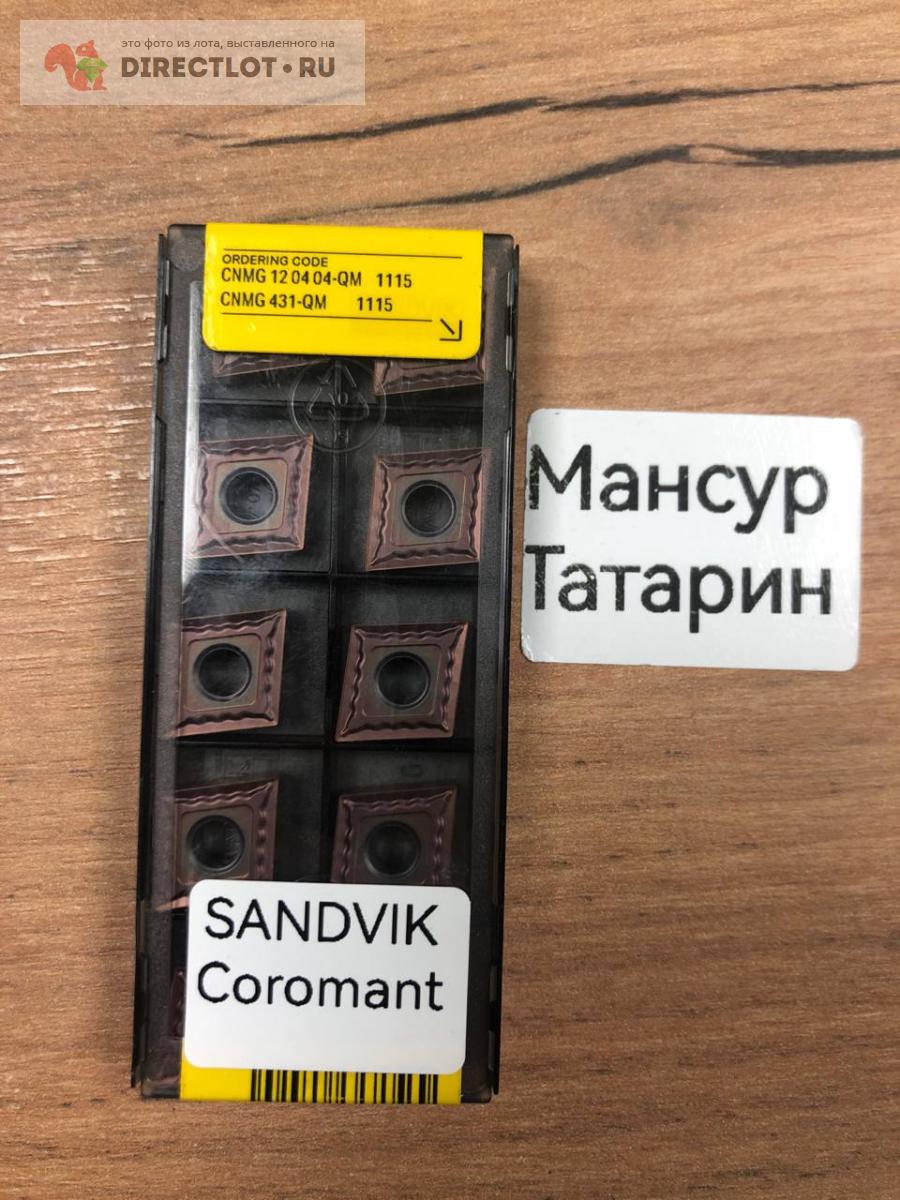 это фото из лота, выставленного на
DIRECTLOT•RU
ORDERING CODE
CNMG 12 04 04-QM 1115
CNMG 431-QM 1115
Мансур
Татарин
SANDVIK
Coromant